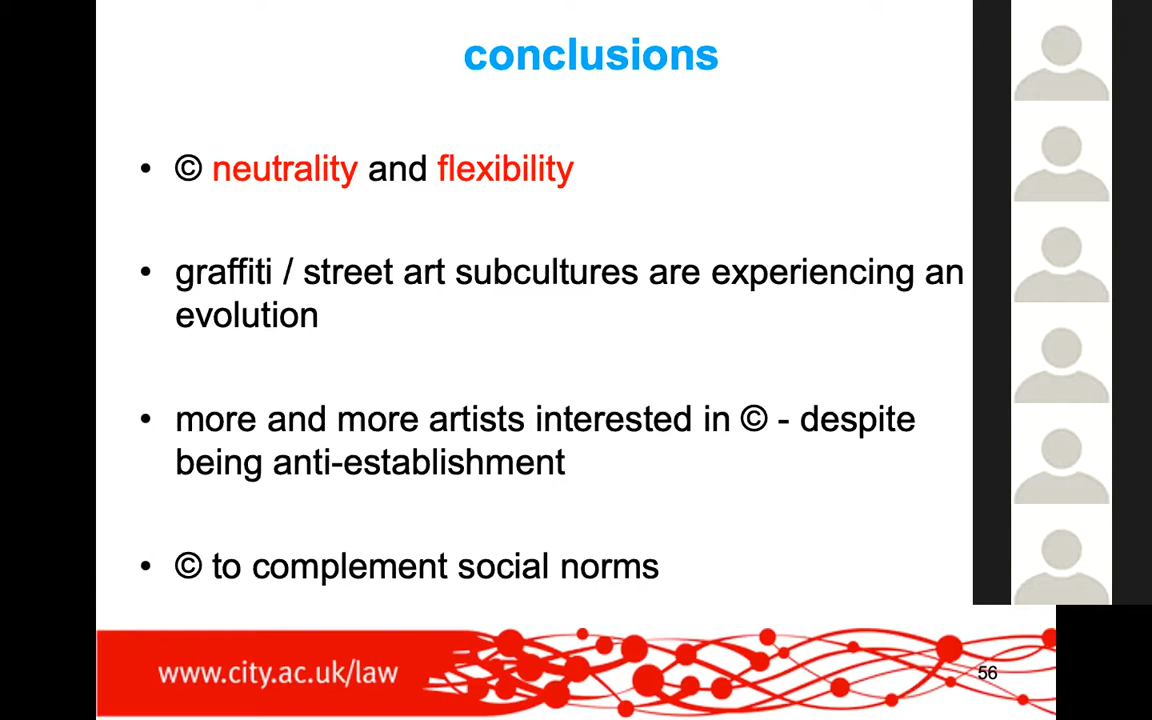 conclusions
• © neutrality and flexibility
• graffiti / street art subcultures are experiencing an
evolution
• more and more artists interested in © - despite
being anti-establishment
• © to complement social norms
www.city.ac.uk/law
56